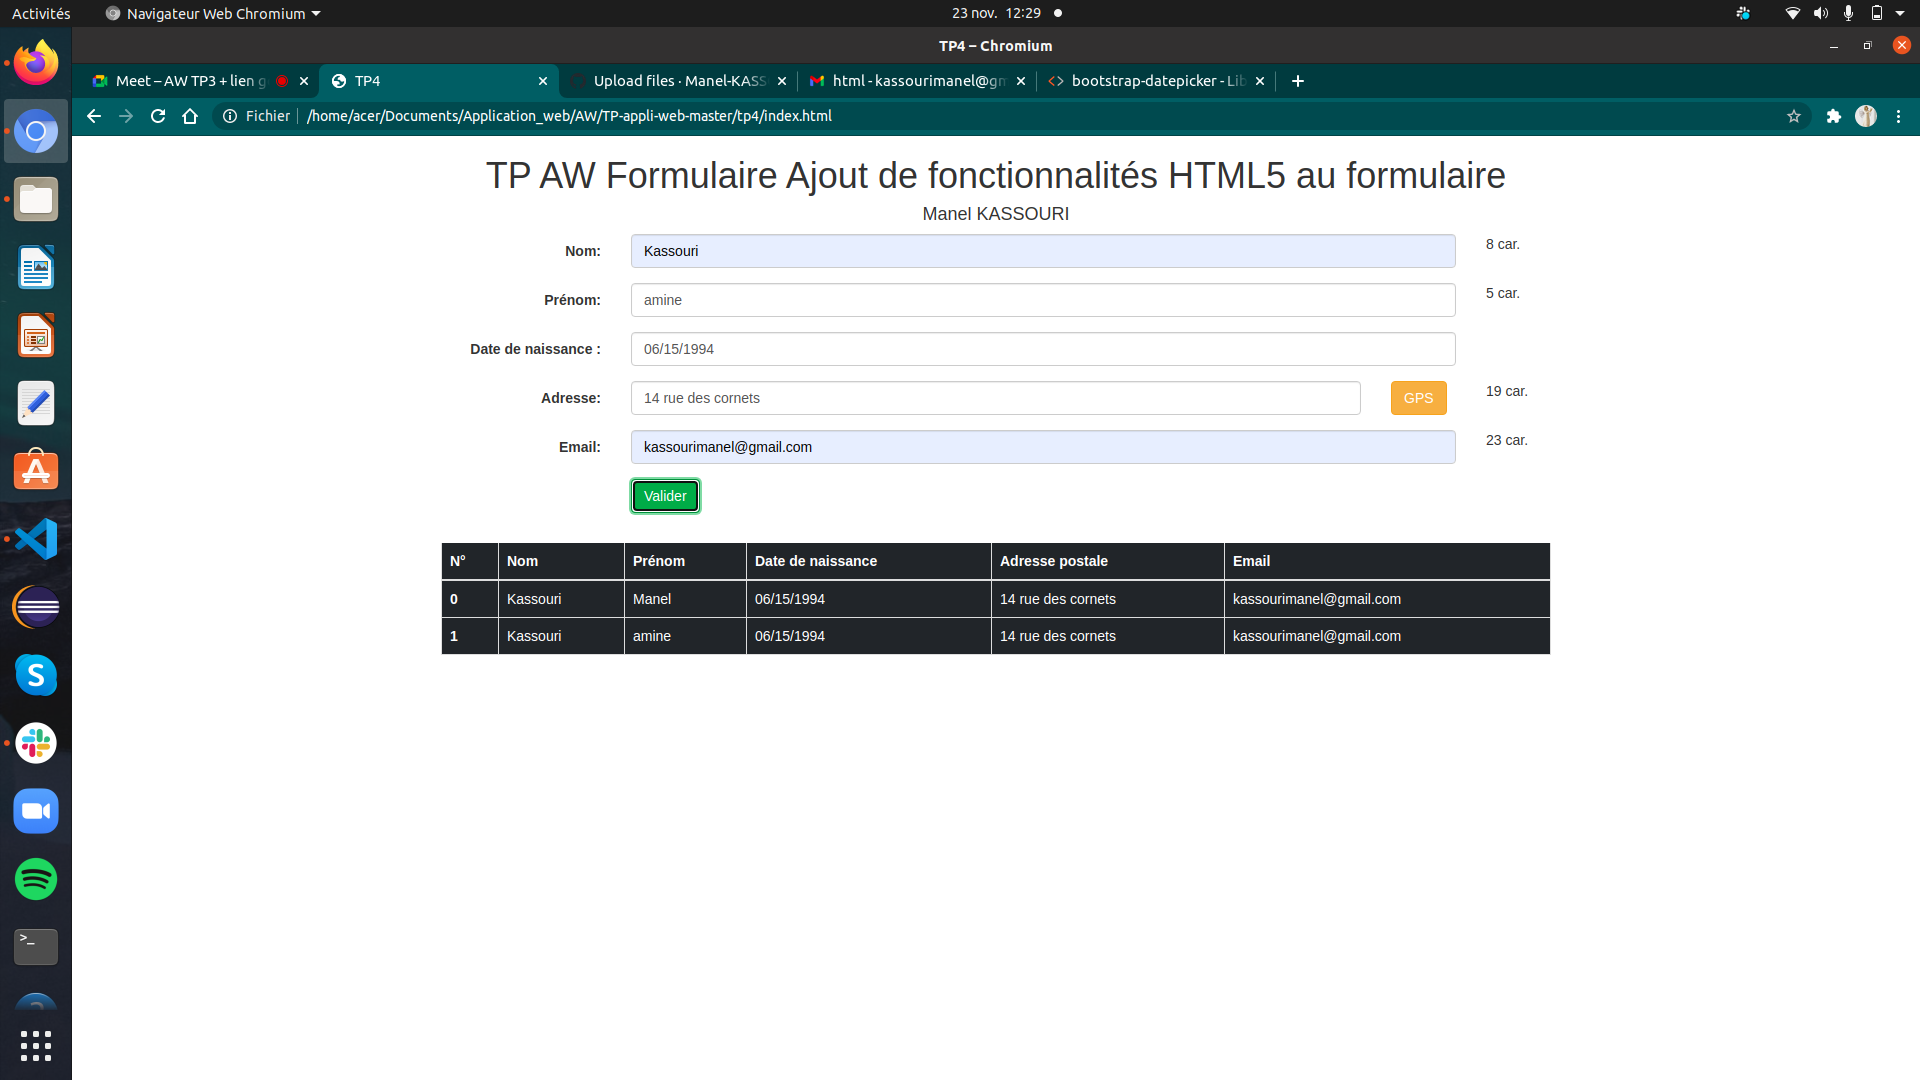 Activités
Navigateur Web Chromium
23 nov. 12:29
TP4 – Chromium
Meet – AW TP3 + lien g
TP4
Upload files · Manel-KASS
html - kassourimanel@gm
bootstrap-datepicker - Lib
Fichier
/home/acer/Documents/Application_web/AW/TP-appli-web-master/tp4/index.html
TP AW Formulaire Ajout de fonctionnalités HTML5 au formulaire
Manel KASSOURI
Nom: Kassouri 8 car.
Prénom: amine 5 car.
Date de naissance : 06/15/1994
Adresse: 14 rue des cornets GPS 19 car.
Email: kassourimanel@gmail.com 23 car.
Valider
N° Nom Prénom Date de naissance Adresse postale Email
0 Kassouri Manel 06/15/1994 14 rue des cornets kassourimanel@gmail.com
1 Kassouri amine 06/15/1994 14 rue des cornets kassourimanel@gmail.com